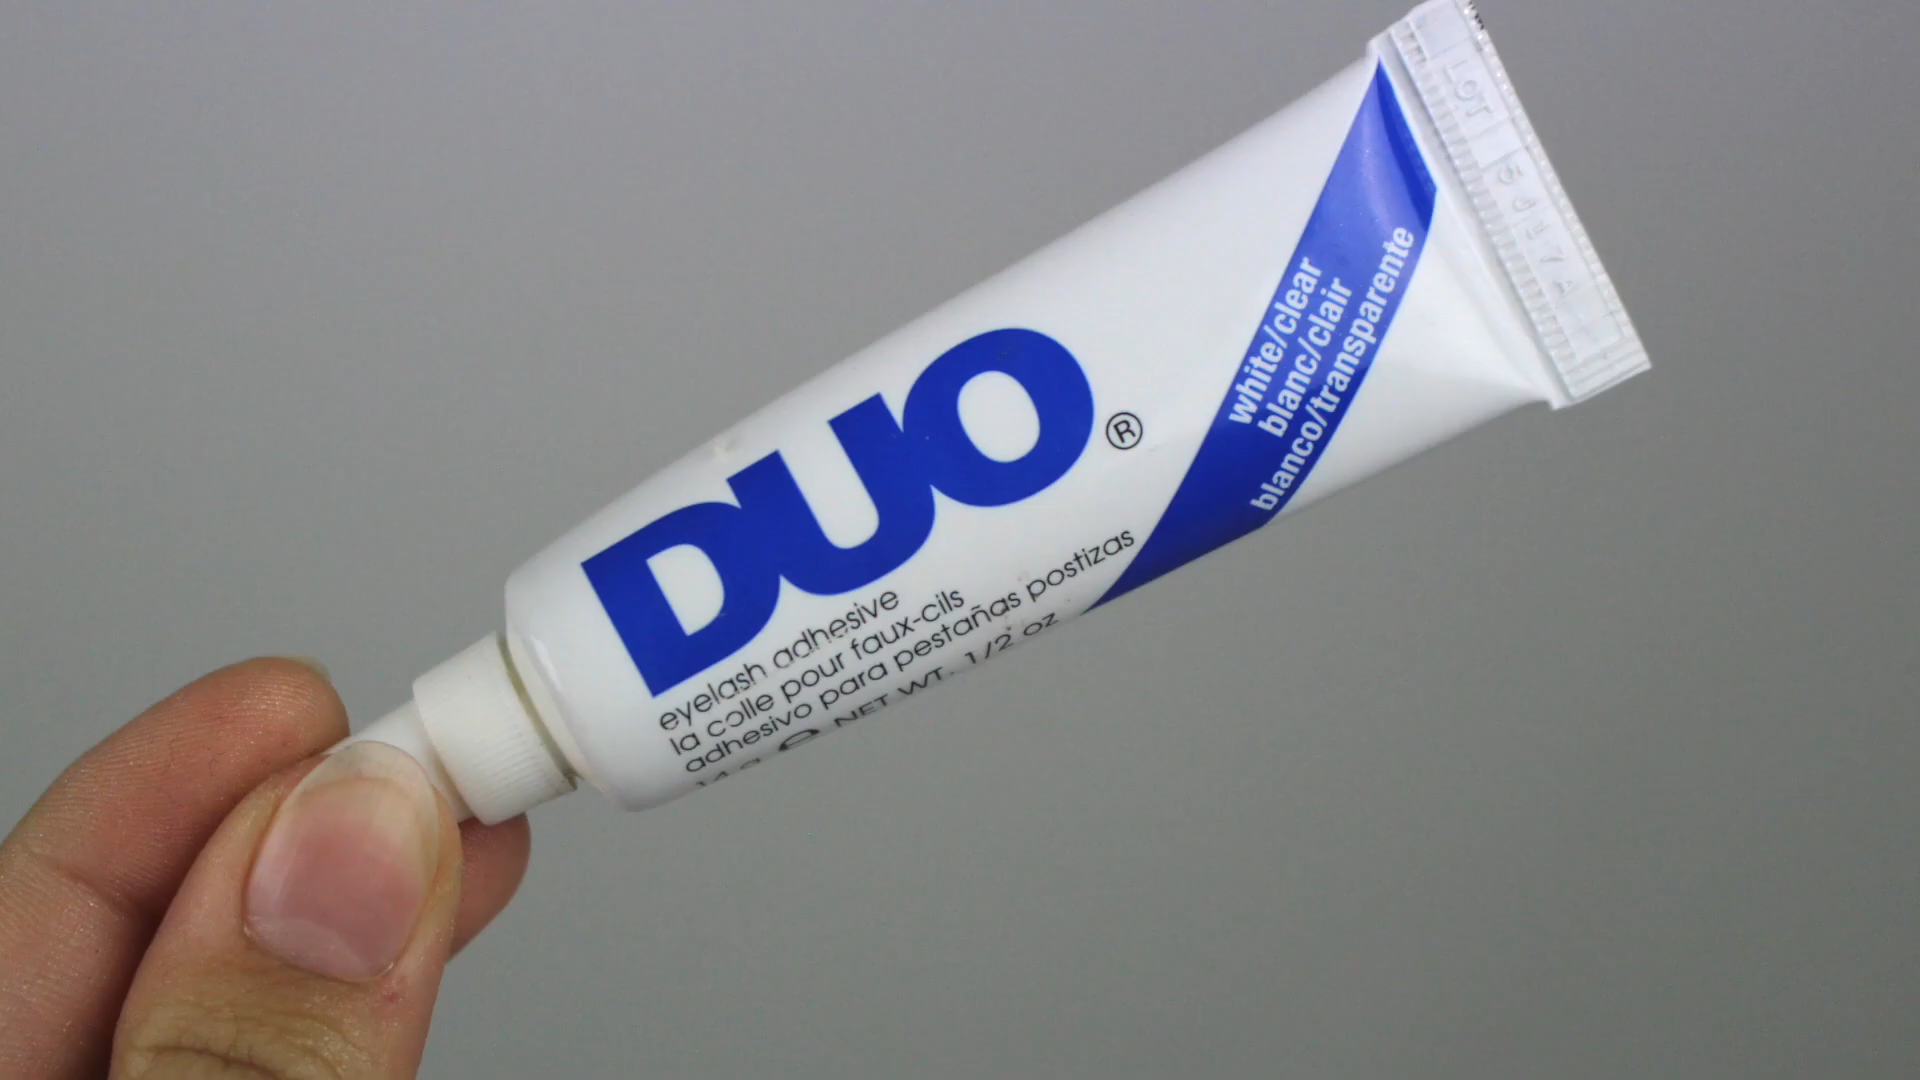 DUO®
eyelash adhesive
la colle pour faux-cils
adhesivo para pestañas postizas
14 g e NET WT. 1/2 oz
white/clear
blanc/clair
blanco/transparente
LOT